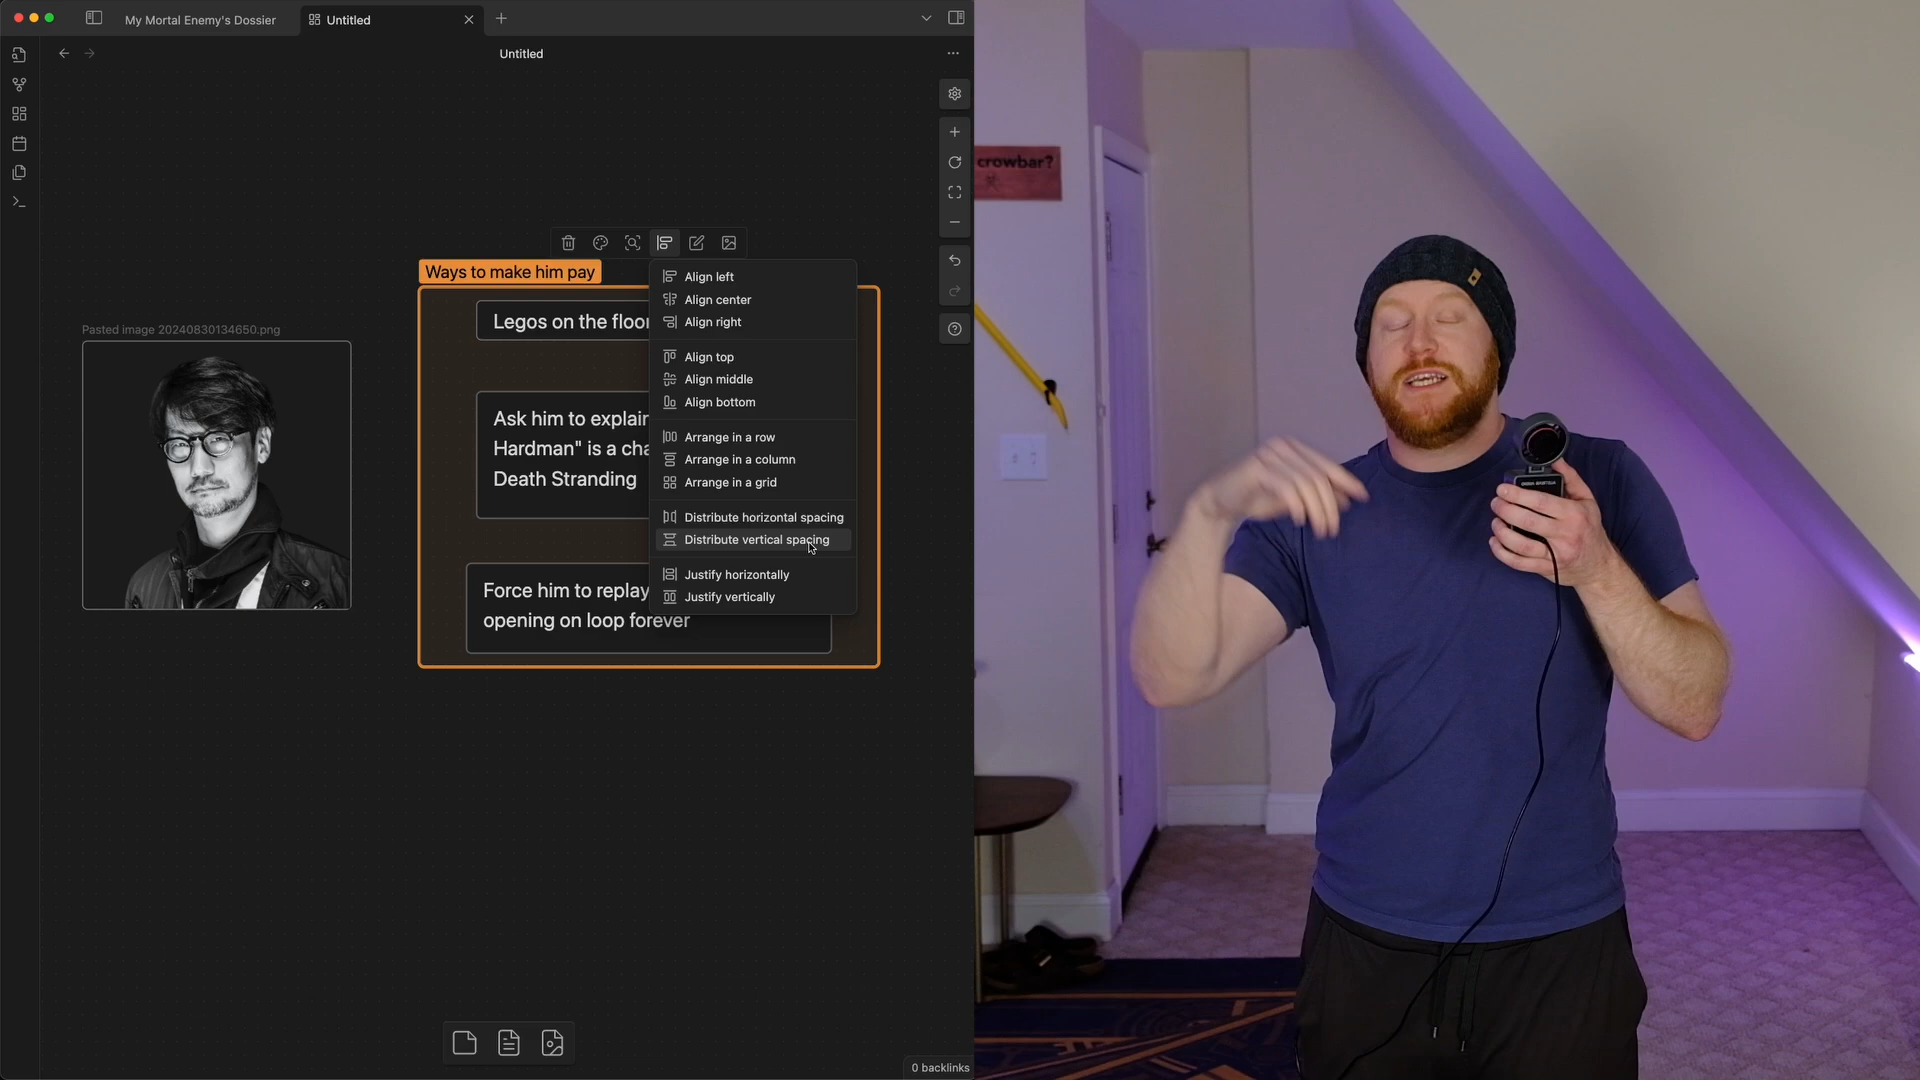 My Mortal Enemy's Dossier
Untitled
Untitled
Ways to make him pay
Legos on the floor
Pasted image 20240830134650.png
Ask him to explain
Hardman" is a cha
Death Stranding
Force him to replay
opening on loop forever
Align left
Align center
Align right
Align top
Align middle
Align bottom
Arrange in a row
Arrange in a column
Arrange in a grid
Distribute horizontal spacing
Distribute vertical spacing
Justify horizontally
Justify vertically
0 backlinks
crowbar?